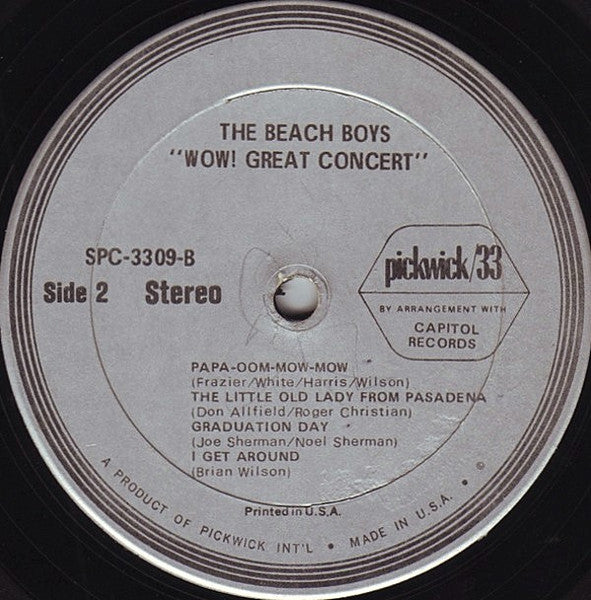 THE BEACH BOYS
"WOW! GREAT CONCERT"
SPC-3309-B
Side 2 Stereo
pickwick/33
BY ARRANGEMENT WITH
CAPITOL
RECORDS
PAPA-OOM-MOW-MOW
(Frazier/White/Harris/Wilson)
THE LITTLE OLD LADY FROM PASADENA
(Don Allfield/Roger Christian)
GRADUATION DAY
(Joe Sherman/Noel Sherman)
I GET AROUND
(Brian Wilson)
Printed in U.S.A.
A PRODUCT OF PICKWICK INT'L • MADE IN U.S.A. • ©